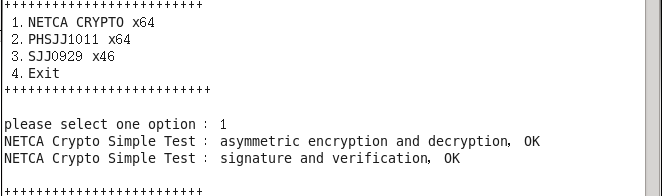 +++++++++++++++++++++++++
1. NETCA CRYPTO x64
2. PHSJJ1011 x64
3. SJJ0929 x46
4. Exit
++++++++++++++++++++++++++
please select one option : 1
NETCA Crypto Simple Test : asymmetric encryption and decryption, OK
NETCA Crypto Simple Test : signature and verification, OK
+++++++++++++++++++++++++